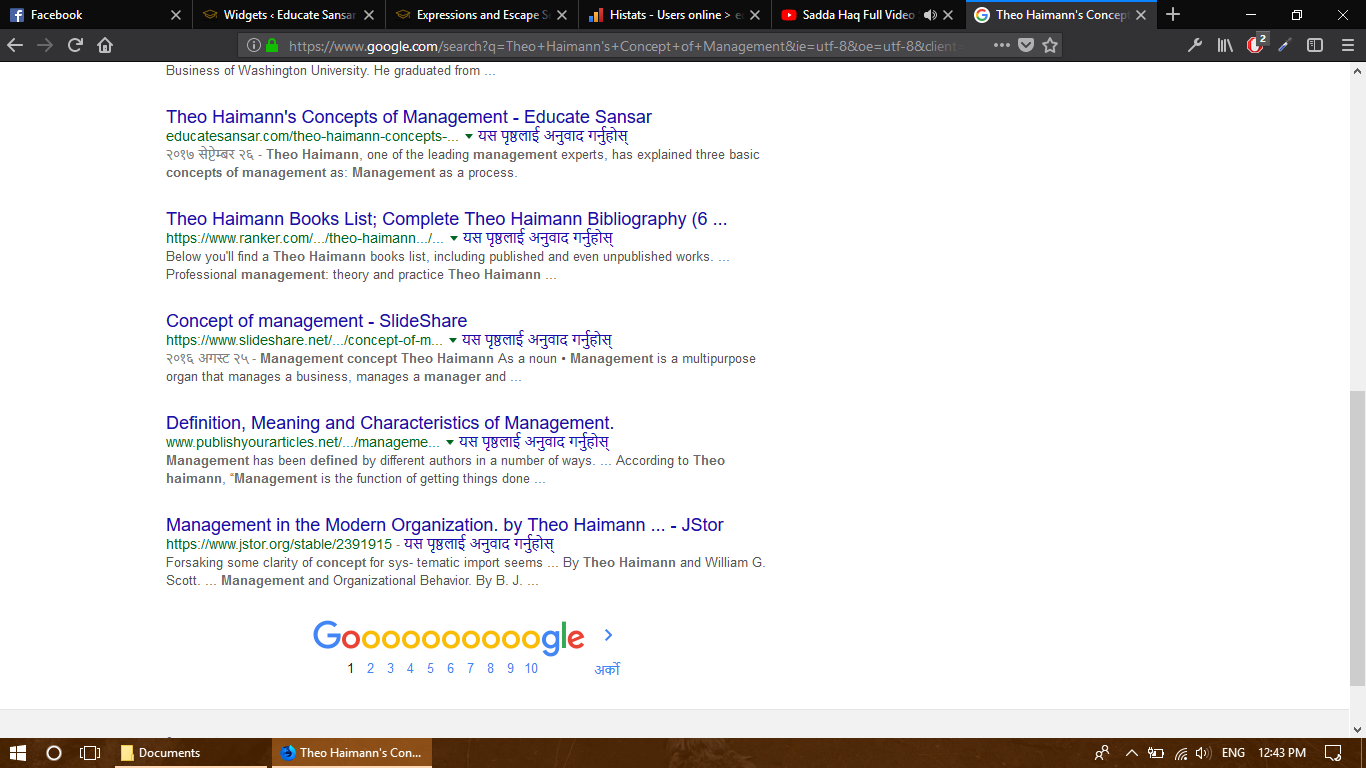 Facebook
Widgets ‹ Educate Sansar
Expressions and Escape S
Histats - Users online > e
Sadda Haq Full Video
Theo Haimann's Concept
https://www.google.com/search?q=Theo+Haimann's+Concept+of+Management&ie=utf-8&oe=utf-8&client=
2
Business of Washington University. He graduated from ...
Theo Haimann's Concepts of Management - Educate Sansar
educatesansar.com/theo-haimann-concepts-... यस पृष्ठलाई अनुवाद गर्नुहोस्
२०१७ सेप्टेम्बर २६ - Theo Haimann, one of the leading management experts, has explained three basic
concepts of management as: Management as a process.
Theo Haimann Books List; Complete Theo Haimann Bibliography (6 ...
https://www.ranker.com/.../theo-haimann.../... यस पृष्ठलाई अनुवाद गर्नुहोस्
Below you'll find a Theo Haimann books list, including published and even unpublished works. ...
Professional management: theory and practice Theo Haimann ...
Concept of management - SlideShare
https://www.slideshare.net/.../concept-of-m... यस पृष्ठलाई अनुवाद गर्नुहोस्
२०१६ अगस्ट २५ - Management concept Theo Haimann As a noun • Management is a multipurpose
organ that manages a business, manages a manager and ...
Definition, Meaning and Characteristics of Management.
www.publishyourarticles.net/.../manageme... यस पृष्ठलाई अनुवाद गर्नुहोस्
Management has been defined by different authors in a number of ways. ... According to Theo
haimann, “Management is the function of getting things done ...
Management in the Modern Organization. by Theo Haimann ... - JStor
https://www.jstor.org/stable/2391915 - यस पृष्ठलाई अनुवाद गर्नुहोस्
Forsaking some clarity of concept for sys- tematic import seems ... By Theo Haimann and William G.
Scott. ... Management and Organizational Behavior. By B. J. ...
Goooooooooogle
1 2 3 4 5 6 7 8 9 10 अर्को
Documents
Theo Haimann's Con...
ENG 12:43 PM